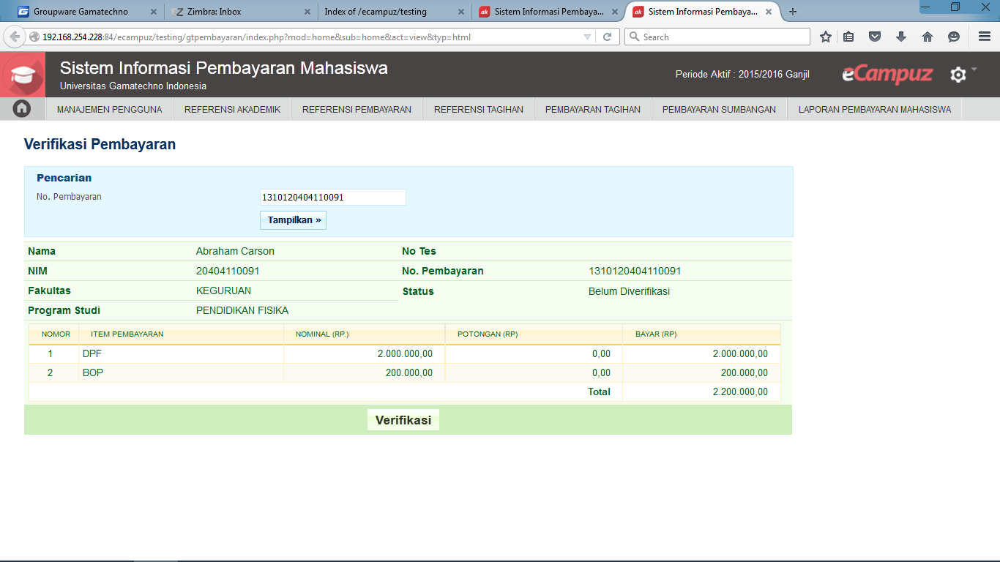 Groupware Gamatechno
Zimbra: Inbox
Index of /ecampuz/testing
Sistem Informasi Pembaya...
Sistem Informasi Pembaya...
192.168.254.228:84/ecampuz/testing/gtpembayaran/index.php?mod=home&sub=home&act=view&typ=html
Search
Sistem Informasi Pembayaran Mahasiswa
Universitas Gamatechno Indonesia
Periode Aktif : 2015/2016 Ganjil
eCampuz
MANAJEMEN PENGGUNA REFERENSI AKADEMIK REFERENSI PEMBAYARAN REFERENSI TAGIHAN PEMBAYARAN TAGIHAN PEMBAYARAN SUMBANGAN LAPORAN PEMBAYARAN MAHASISWA
Verifikasi Pembayaran
Pencarian
No. Pembayaran 1310120404110091
Tampilkan »
Nama Abraham Carson No Tes
NIM 20404110091 No. Pembayaran 1310120404110091
Fakultas KEGURUAN Status Belum Diverifikasi
Program Studi PENDIDIKAN FISIKA
NOMOR ITEM PEMBAYARAN NOMINAL (RP.) POTONGAN (RP) BAYAR (RP)
1 DPF 2.000.000,00 0,00 2.000.000,00
2 BOP 200.000,00 0,00 200.000,00
Total 2.200.000,00
Verifikasi